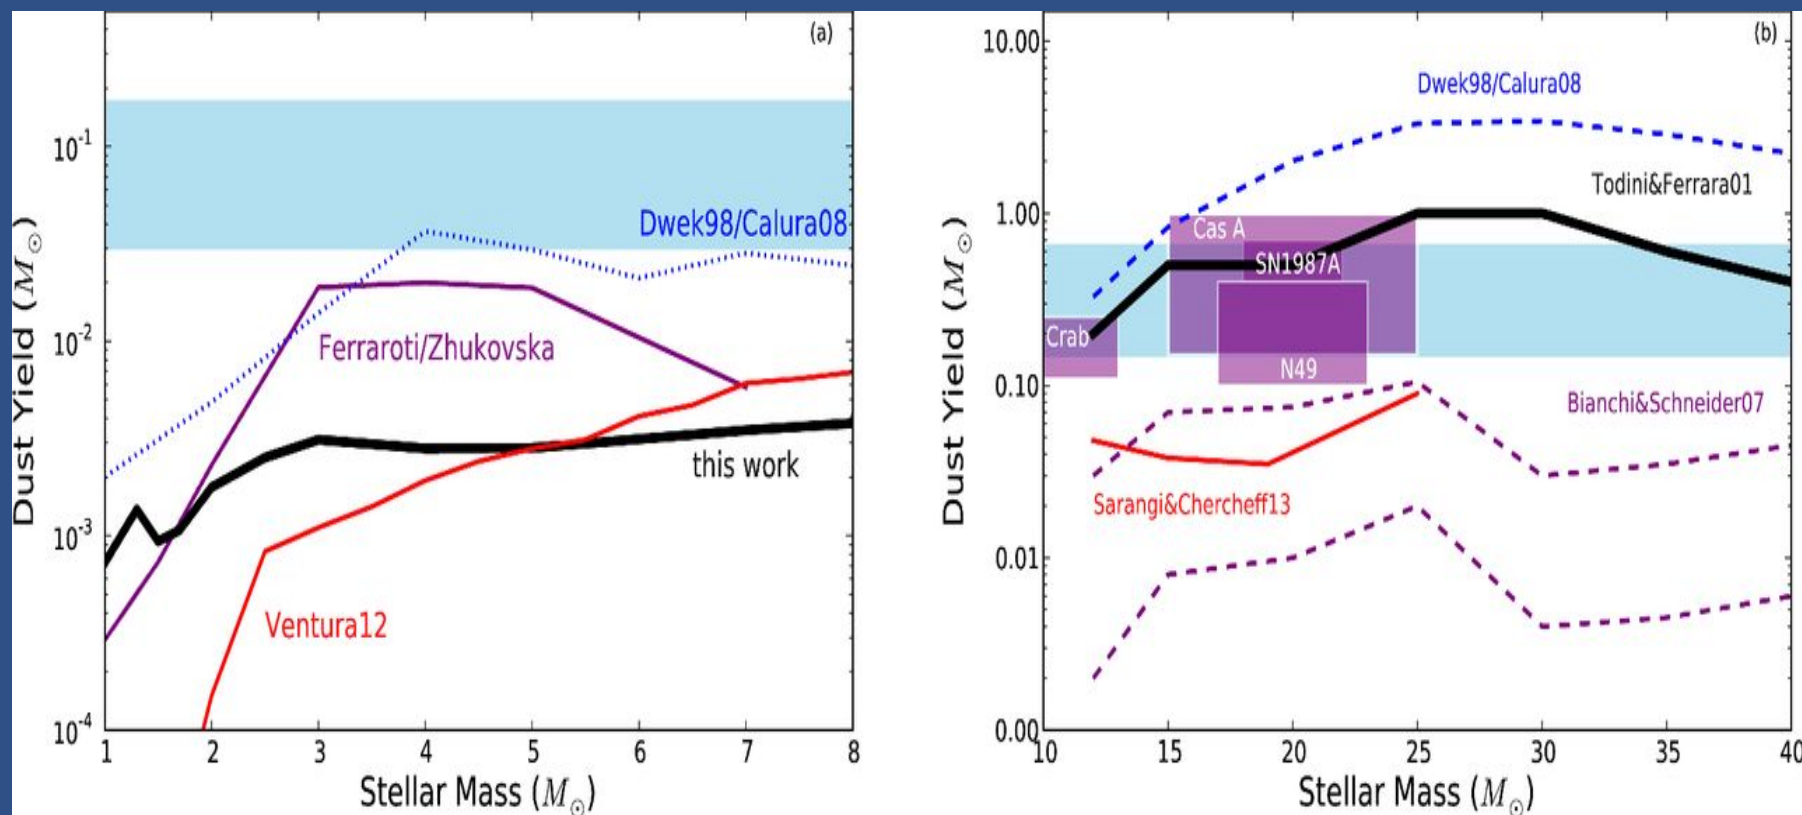 (a)
10⁻¹
10⁻²
10⁻³
10⁻⁴
Dust Yield (M☉)
Dwek98/Calura08
Ferraroti/Zhukovska
this work
Ventura12
1 2 3 4 5 6 7 8
Stellar Mass (M☉)
(b)
10.00
1.00
0.10
0.01
0.00
Dust Yield (M☉)
Dwek98/Calura08
Todini&Ferrara01
Cas A
SN1987A
Crab
N49
Bianchi&Schneider07
Sarangi&Chercheff13
10 15 20 25 30 35 40
Stellar Mass (M☉)